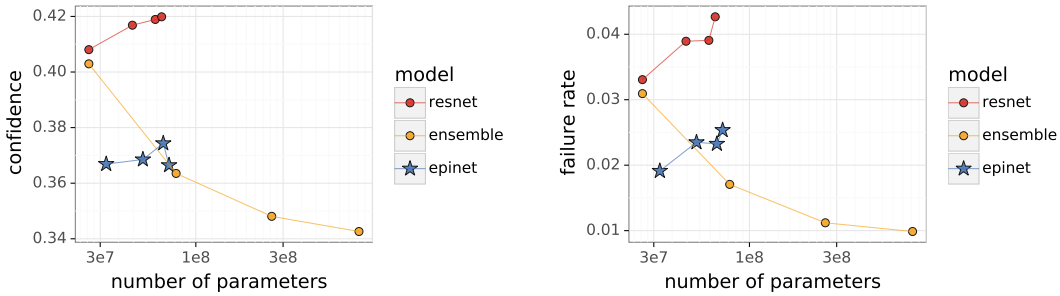 confidence
0.42
0.40
0.38
0.36
0.34
3e7
1e8
3e8
number of parameters
model
resnet
ensemble
epinet
failure rate
0.04
0.03
0.02
0.01
3e7
1e8
3e8
number of parameters
model
resnet
ensemble
epinet